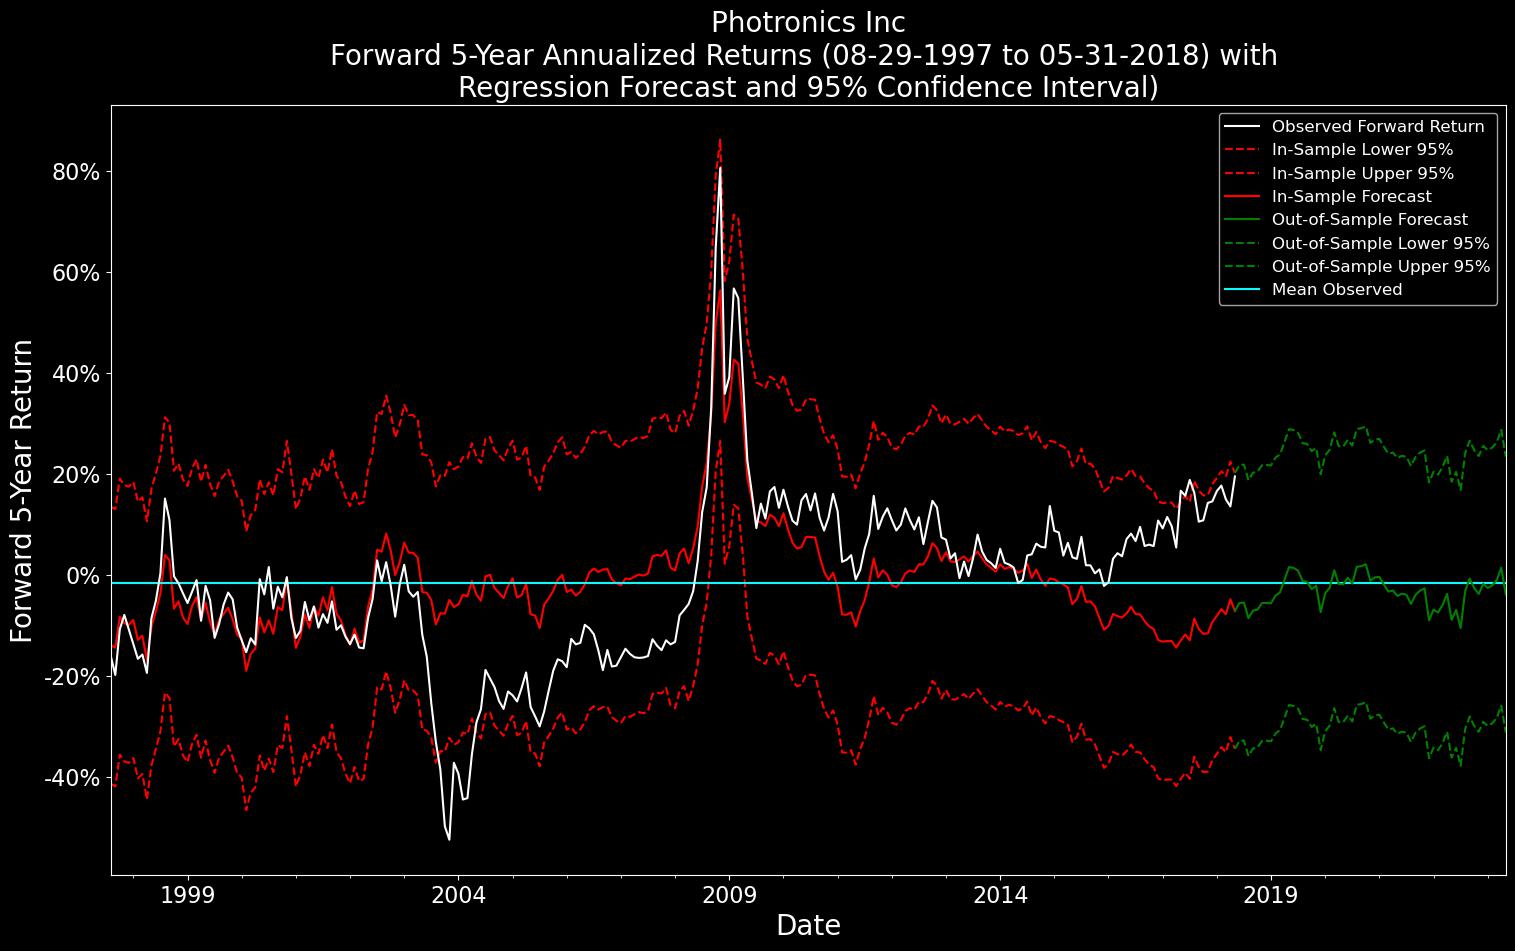 Photronics Inc
Forward 5-Year Annualized Returns (08-29-1997 to 05-31-2018) with
Regression Forecast and 95% Confidence Interval)
Observed Forward Return
In-Sample Lower 95%
In-Sample Upper 95%
In-Sample Forecast
Out-of-Sample Forecast
Out-of-Sample Lower 95%
Out-of-Sample Upper 95%
Mean Observed
Forward 5-Year Return
80%
60%
40%
20%
0%
-20%
-40%
1999 2004 2009 2014 2019
Date